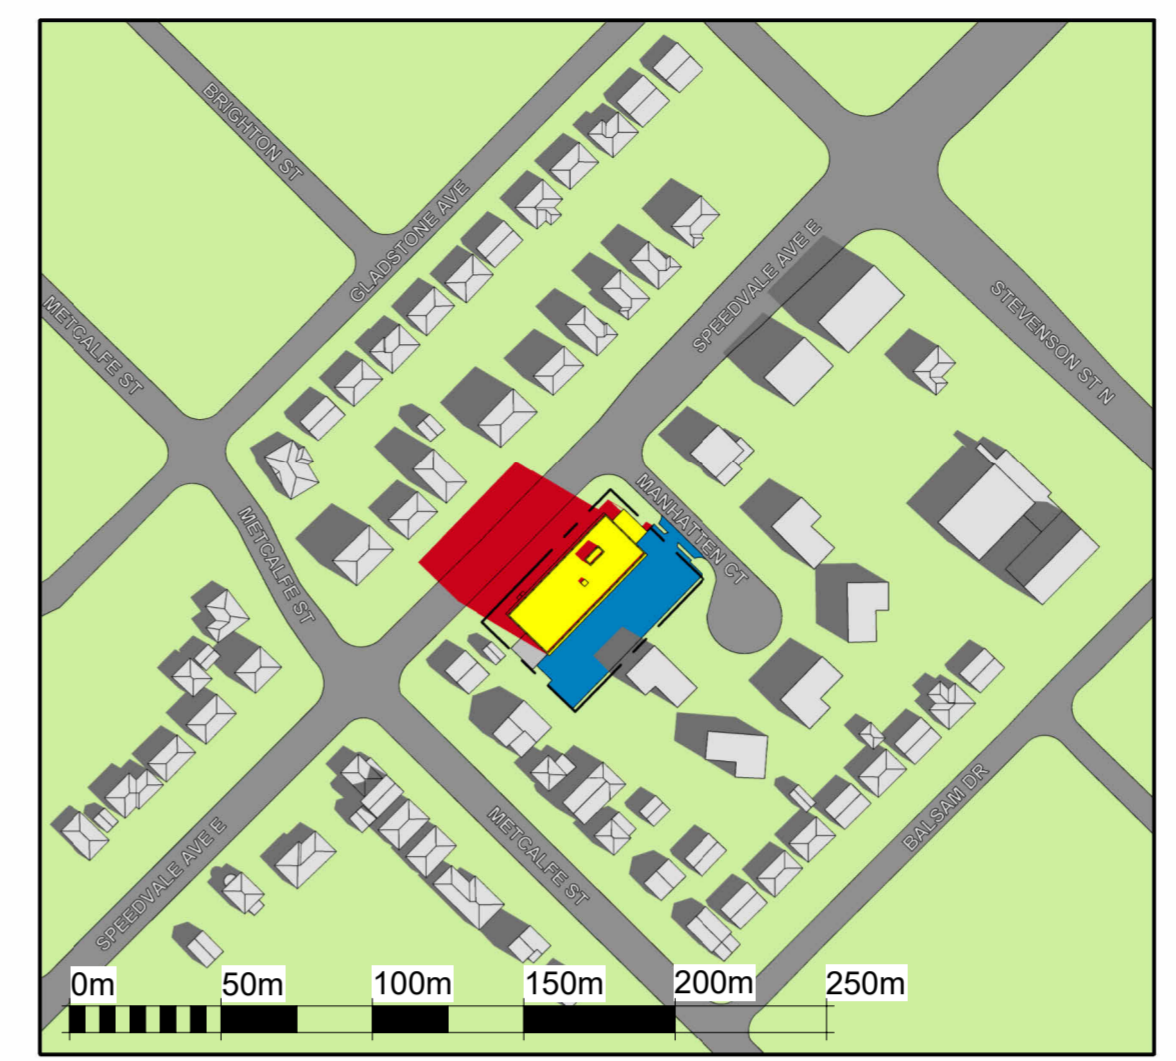 BRIGHTON ST
GLADSTONE AVE
METCALFE ST
SPEEDVALE AVE E
STEVENSON ST N
MANHATTEN CT
METCALFE ST
METCALFE ST
BALSAM DR
SPEEDVALE AVE E
0m 50m 100m 150m 200m 250m